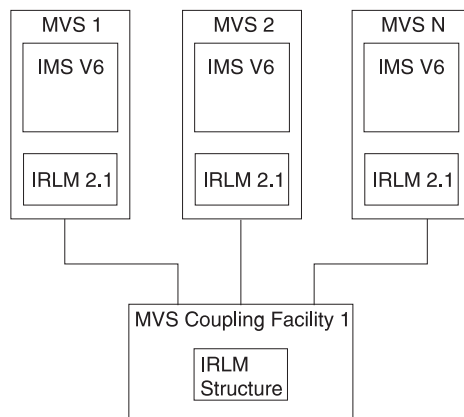 MVS 1
IMS V6
IRLM 2.1
MVS 2
IMS V6
IRLM 2.1
MVS N
IMS V6
IRLM 2.1
MVS Coupling Facility 1
IRLM
Structure